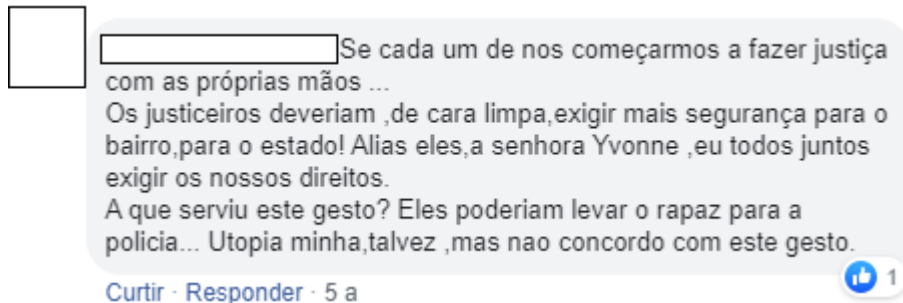 Se cada um de nos começarmos a fazer justiça
com as próprias mãos ...
Os justiceiros deveriam ,de cara limpa,exigir mais segurança para o
bairro,para o estado! Alias eles,a senhora Yvonne ,eu todos juntos
exigir os nossos direitos.
A que serviu este gesto? Eles poderiam levar o rapaz para a
policia... Utopia minha,talvez ,mas nao concordo com este gesto.
1
Curtir · Responder · 5 a